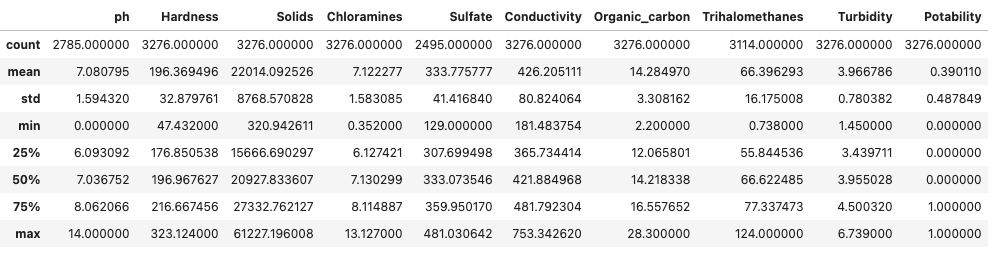 ph Hardness Solids Chloramines Sulfate Conductivity Organic_carbon Trihalomethanes Turbidity Potability
count 2785.000000 3276.000000 3276.000000 3276.000000 2495.000000 3276.000000 3276.000000 3114.000000 3276.000000 3276.000000
mean 7.080795 196.369496 22014.092526 7.122277 333.775777 426.205111 14.284970 66.396293 3.966786 0.390110
std 1.594320 32.879761 8768.570828 1.583085 41.416840 80.824064 3.308162 16.175008 0.780382 0.487849
min 0.000000 47.432000 320.942611 0.352000 129.000000 181.483754 2.200000 0.738000 1.450000 0.000000
25% 6.093092 176.850538 15666.690297 6.127421 307.699498 365.734414 12.065801 55.844536 3.439711 0.000000
50% 7.036752 196.967627 20927.833607 7.130299 333.073546 421.884968 14.218338 66.622485 3.955028 0.000000
75% 8.062066 216.667456 27332.762127 8.114887 359.950170 481.792304 16.557652 77.337473 4.500320 1.000000
max 14.000000 323.124000 61227.196008 13.127000 481.030642 753.342620 28.300000 124.000000 6.739000 1.000000